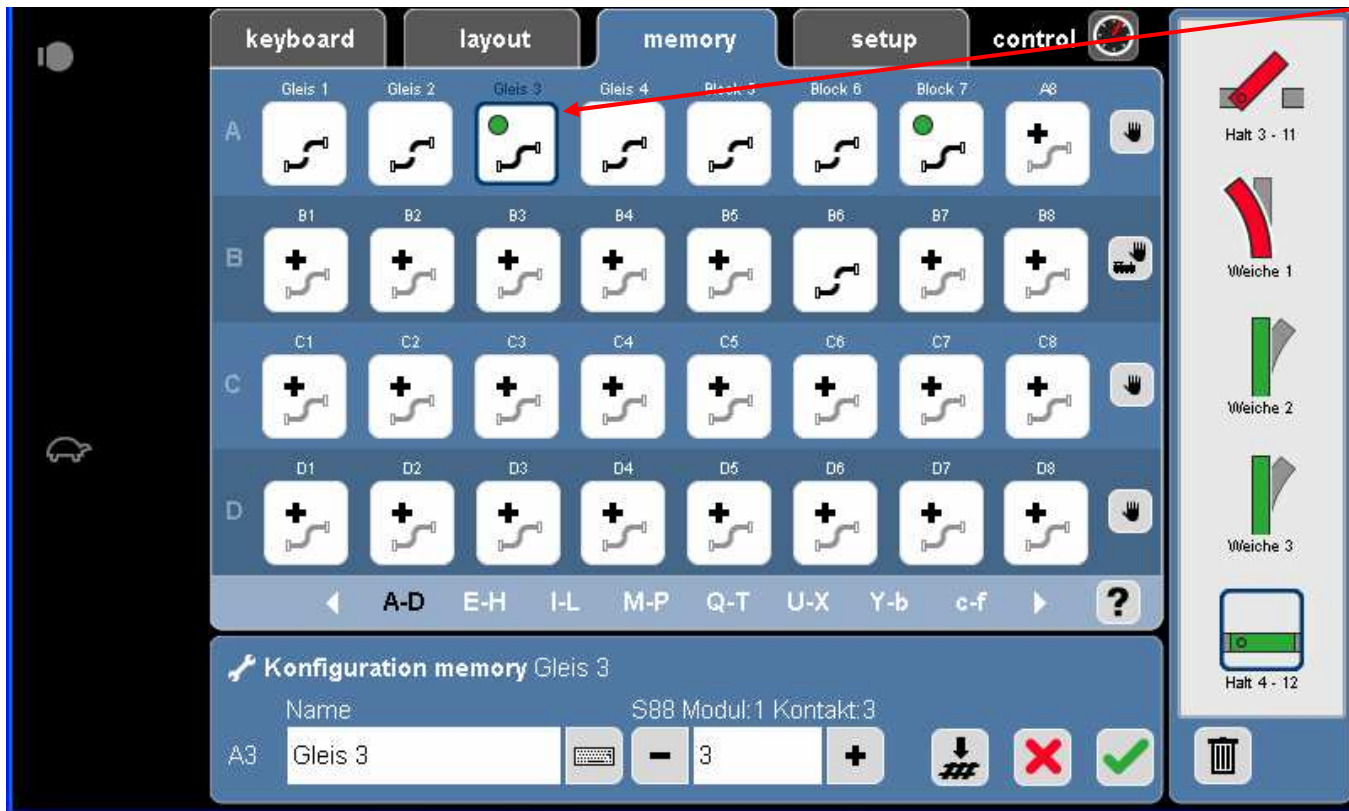 keyboard layout memory setup control
Gleis 1 Gleis 2 Gleis 3 Gleis 4 Block 5 Block 6 Block 7 A8
A
B1 B2 B3 B4 B5 B6 B7 B8
B
C1 C2 C3 C4 C5 C6 C7 C8
C
D1 D2 D3 D4 D5 D6 D7 D8
D
A-D E-H I-L M-P Q-T U-X Y-b c-f ?
Konfiguration memory Gleis 3
Name S88 Modul:1 Kontakt:3
A3 Gleis 3 3
Halt 3 - 11
Weiche 1
Weiche 2
Weiche 3
Halt 4 - 12